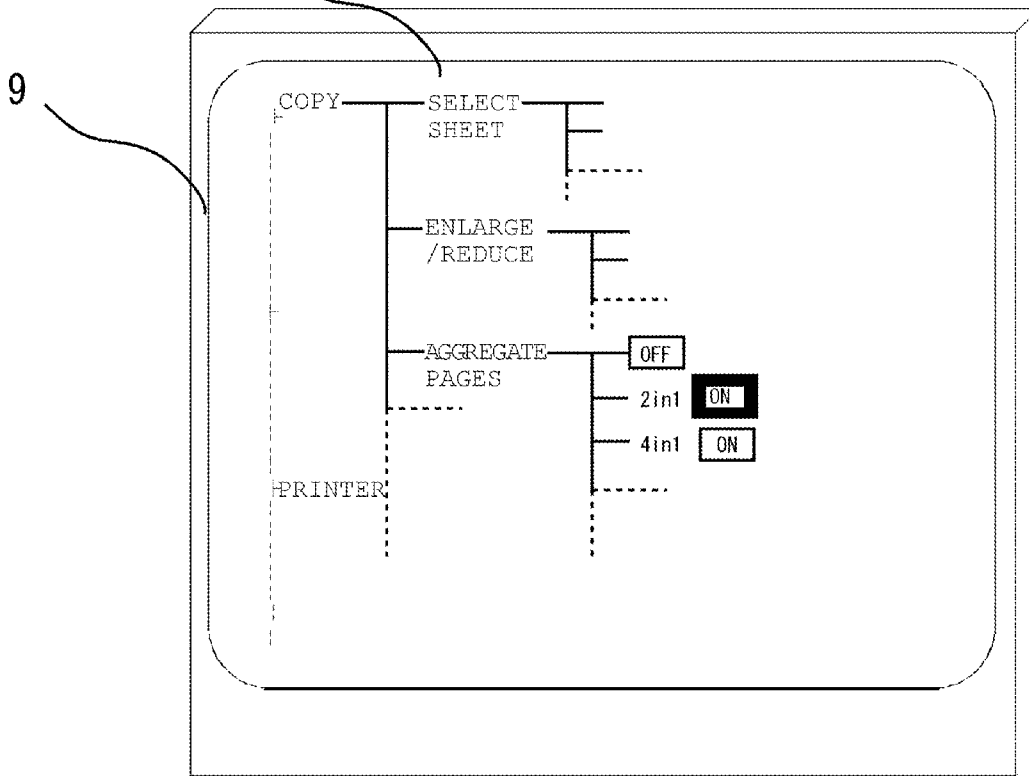 9
COPY
SELECT
SHEET
ENLARGE
/REDUCE
AGGREGATE
PAGES
OFF
2in1 ON
4in1 ON
PRINTER